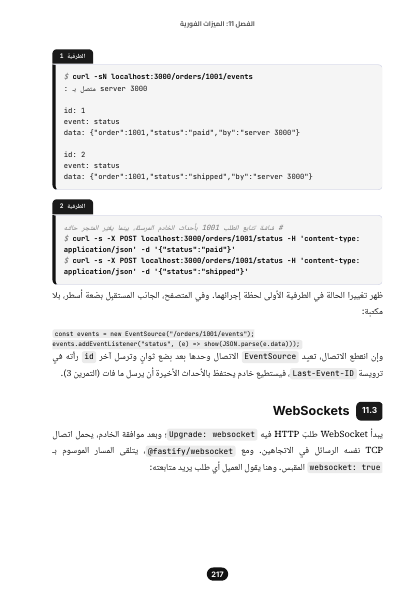 الفصل 11: الميزات الفورية
الطرفية 1
$ curl -sN localhost:3000/orders/1001/events
: متصل بـ server 3000
id: 1
event: status
data: {"order":1001,"status":"paid","by":"server 3000"}
id: 2
event: status
data: {"order":1001,"status":"shipped","by":"server 3000"}
الطرفية 2
# شاشة تتابع الطلب 1001 بأحداث الخادم المرسلة، بينما يغير المتجر حالته
$ curl -s -X POST localhost:3000/orders/1001/status -H 'content-type:
application/json' -d '{"status":"paid"}'
$ curl -s -X POST localhost:3000/orders/1001/status -H 'content-type:
application/json' -d '{"status":"shipped"}'
ظهر تغييرا الحالة في الطرفية الأولى لحظة إجرائهما. وفي المتصفح، الجانب المستقبل بضعة أسطر، بلا
مكتبة:
const events = new EventSource("/orders/1001/events");
events.addEventListener("status", (e) => show(JSON.parse(e.data)));
وإن انقطع الاتصال، تعيد EventSource الاتصال وحدها بعد بضع ثوانٍ وترسل آخر id رأته في
ترويسة Last-Event-ID، فيستطيع خادم يحتفظ بالأحداث الأخيرة أن يرسل ما فات (التمرين 3).
11.3 WebSockets
يبدأ WebSocket طلبَ HTTP فيه Upgrade: websocket؛ وبعد موافقة الخادم، يحمل اتصال
TCP نفسه الرسائل في الاتجاهين. ومع @fastify/websocket، يتلقى المسار الموسوم بـ
websocket: true المقبس. وهنا يقول العميل أي طلب يريد متابعته:
217